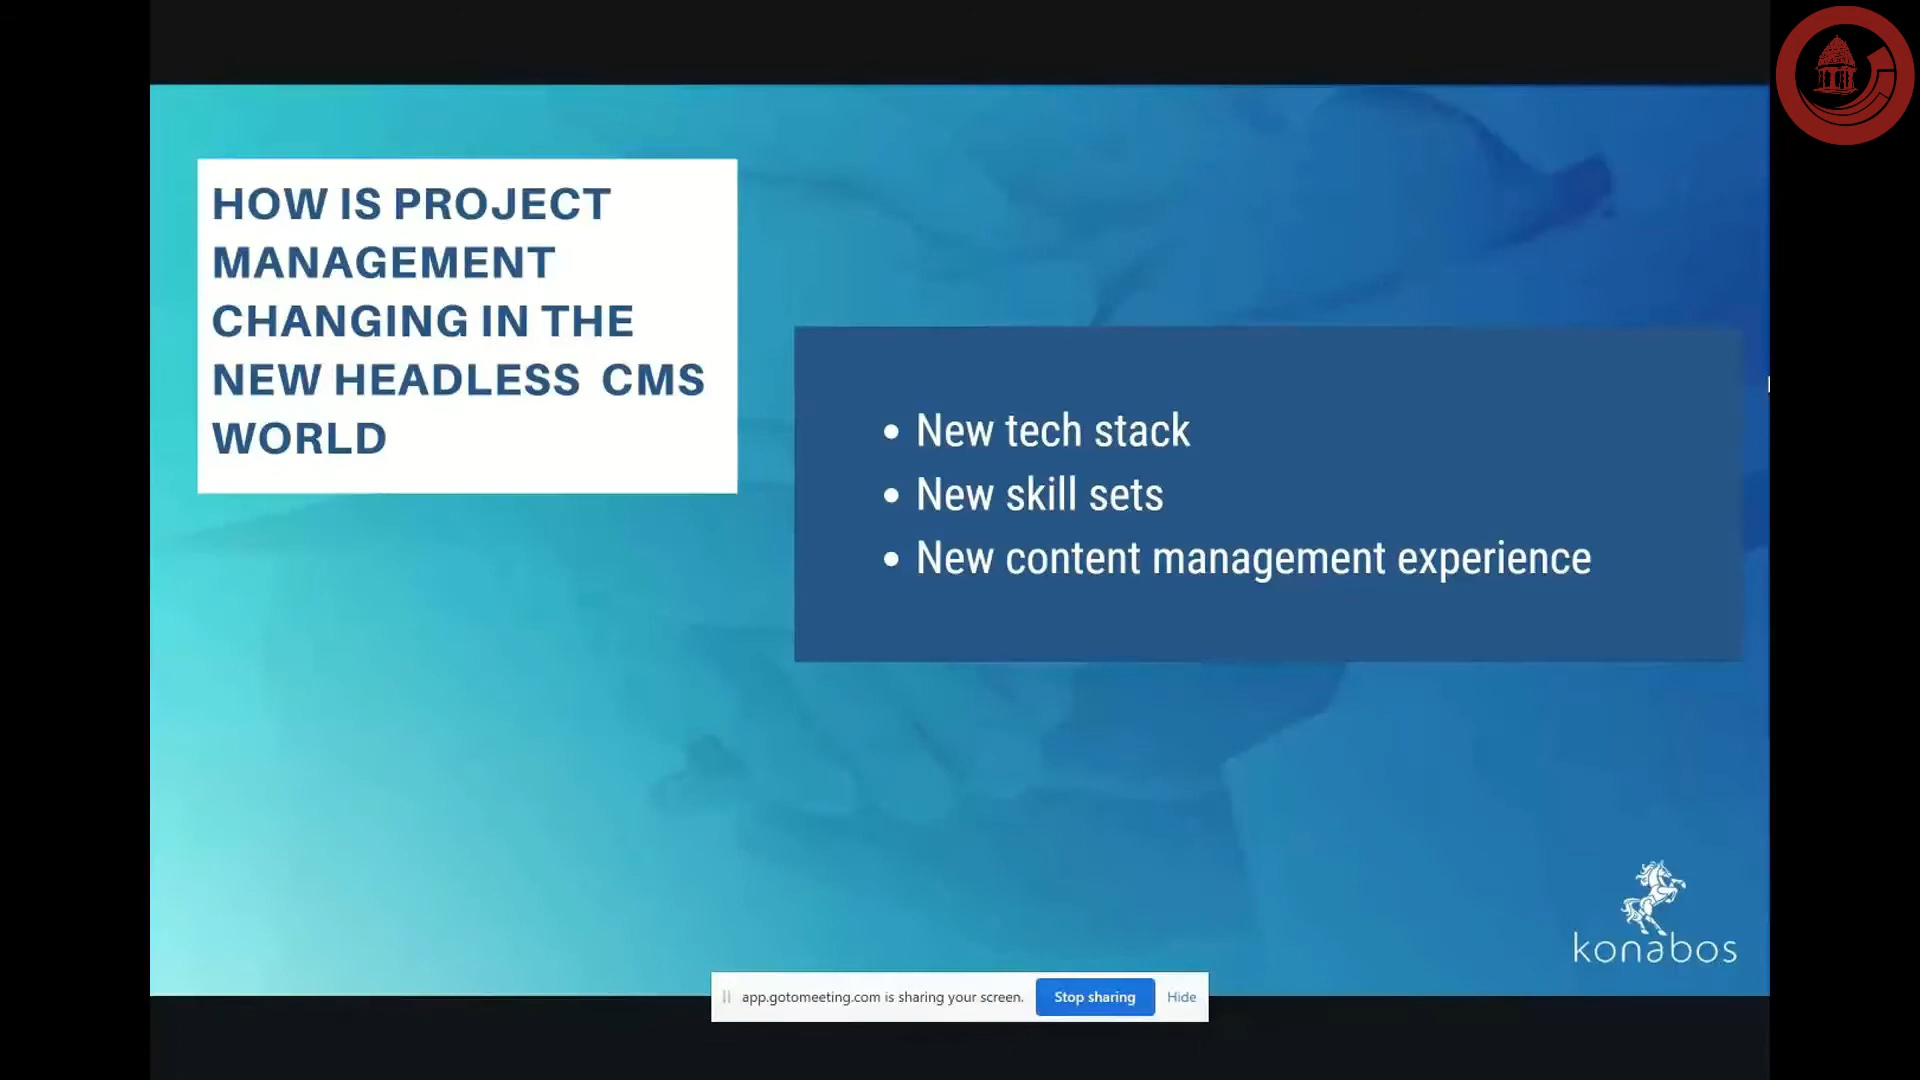 HOW IS PROJECT
MANAGEMENT
CHANGING IN THE
NEW HEADLESS CMS
WORLD
• New tech stack
• New skill sets
• New content management experience
konabos
app.gotomeeting.com is sharing your screen. Stop sharing Hide